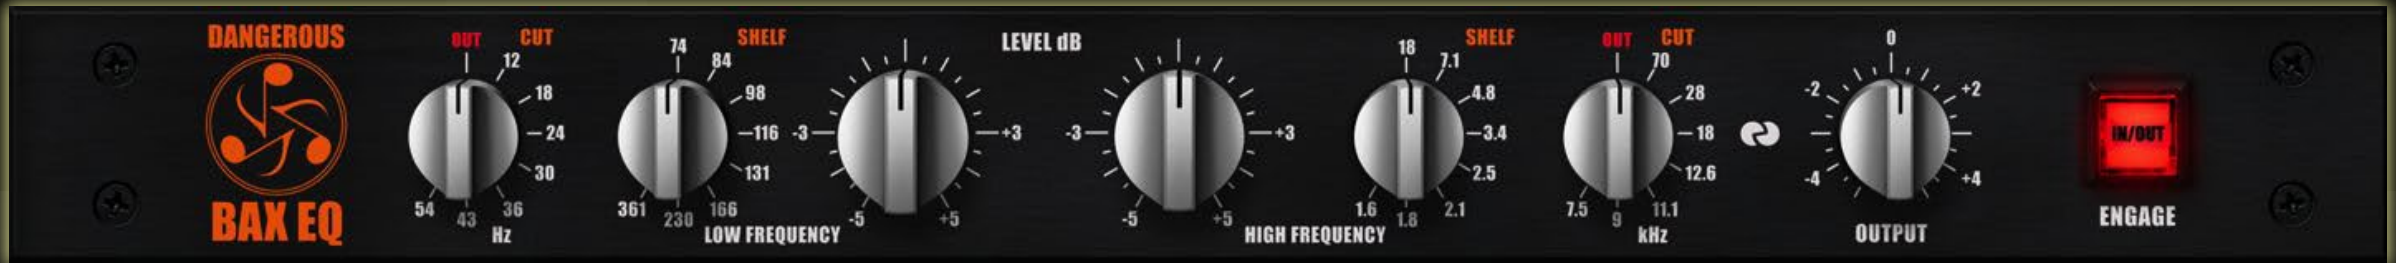 DANGEROUS
BAX EQ
OUT CUT
12
18
24
30
36
43
54
Hz
SHELF
74
84
98
116
131
166
230
361
LOW FREQUENCY
LEVEL dB
-3 +3
-5 +5
-3 +3
-5 +5
HIGH FREQUENCY
SHELF
18
7.1
4.8
3.4
2.5
2.1
1.8
1.6
OUT CUT
70
28
18
12.6
11.1
9
7.5
kHz
0
-2 +2
-4 +4
OUTPUT
IN/OUT
ENGAGE